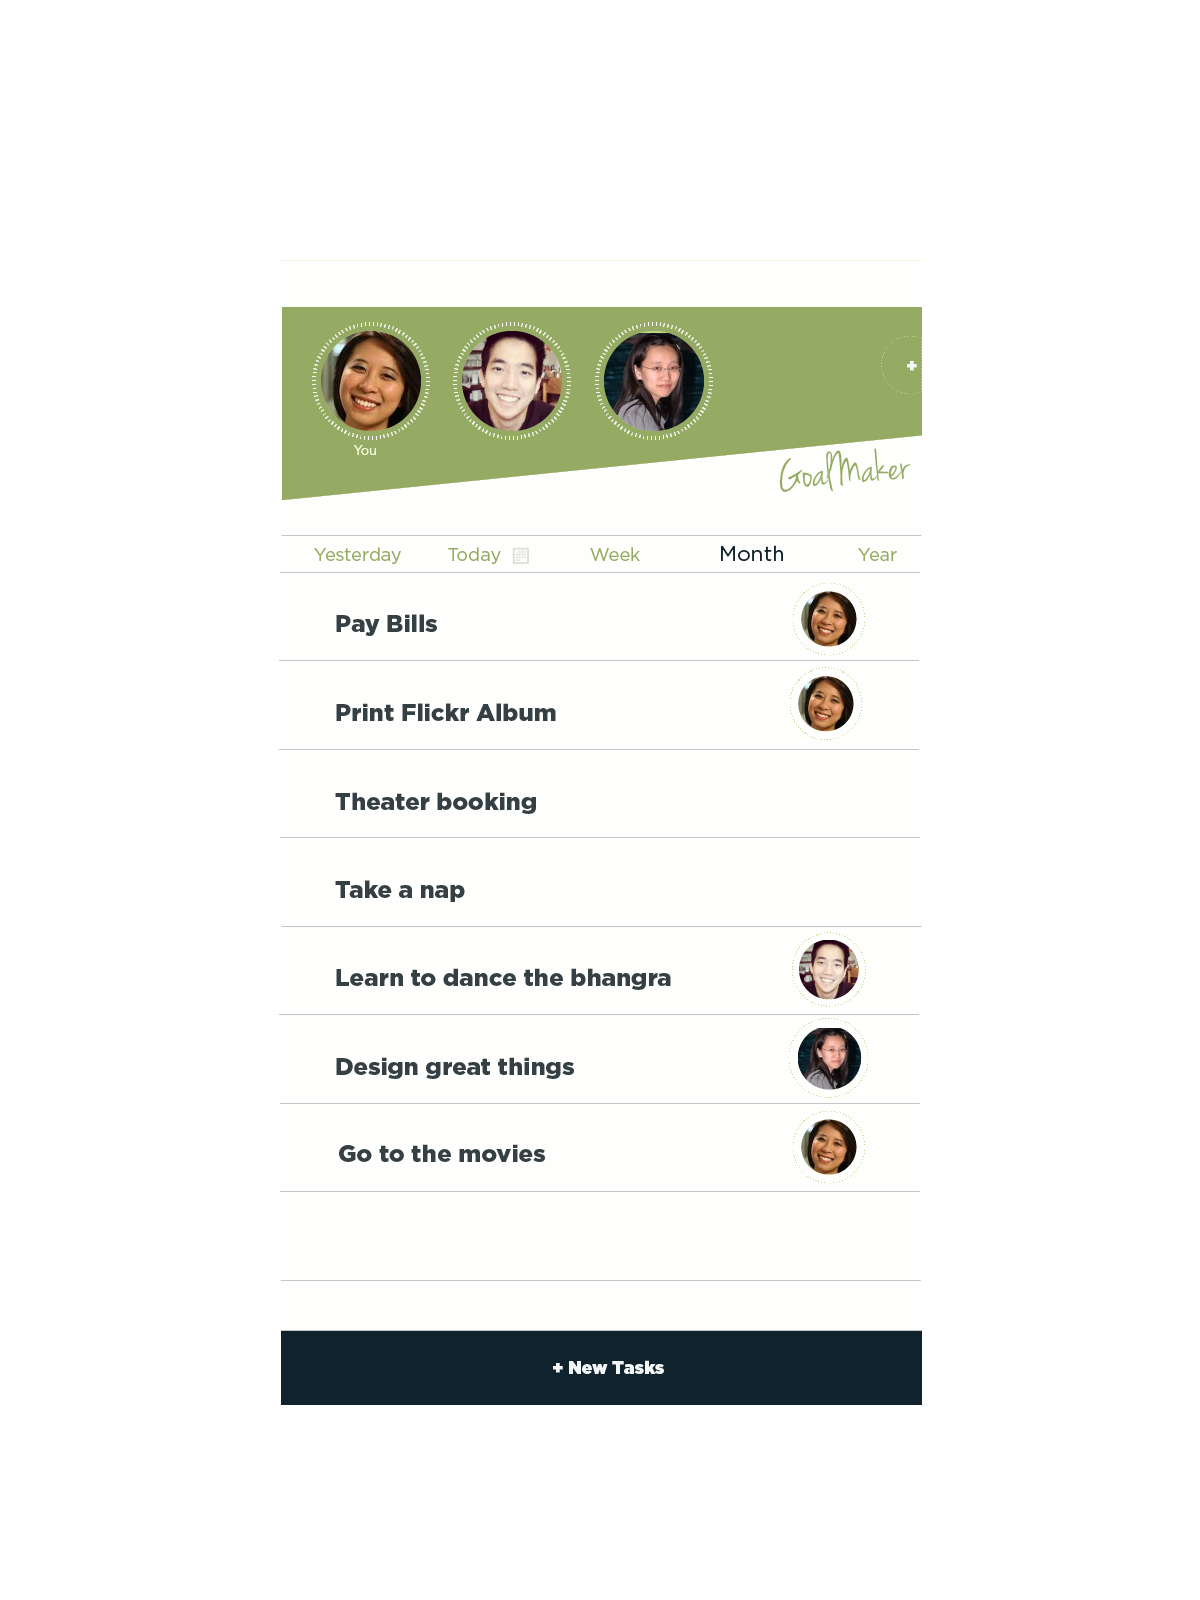 +
You
GoalMaker
Yesterday Today Week Month Year
Pay Bills
Print Flickr Album
Theater booking
Take a nap
Learn to dance the bhangra
Design great things
Go to the movies
+ New Tasks